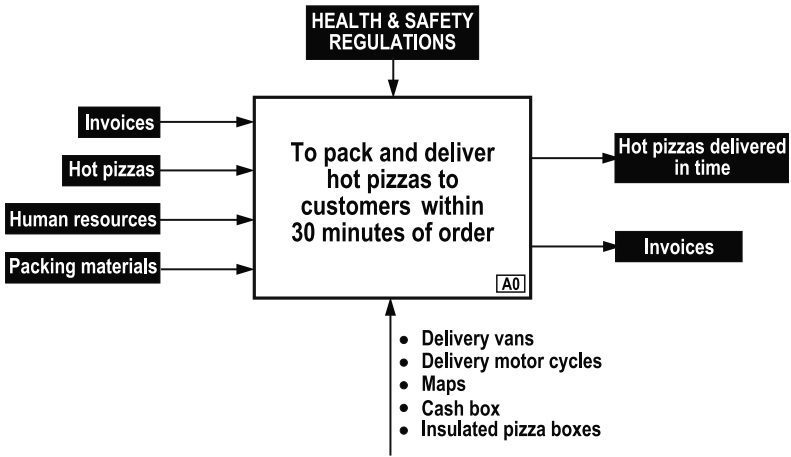 HEALTH & SAFETY
REGULATIONS
Invoices
Hot pizzas
Human resources
Packing materials
To pack and deliver
hot pizzas to
customers within
30 minutes of order
A0
Hot pizzas delivered
in time
Invoices
• Delivery vans
• Delivery motor cycles
• Maps
• Cash box
• Insulated pizza boxes